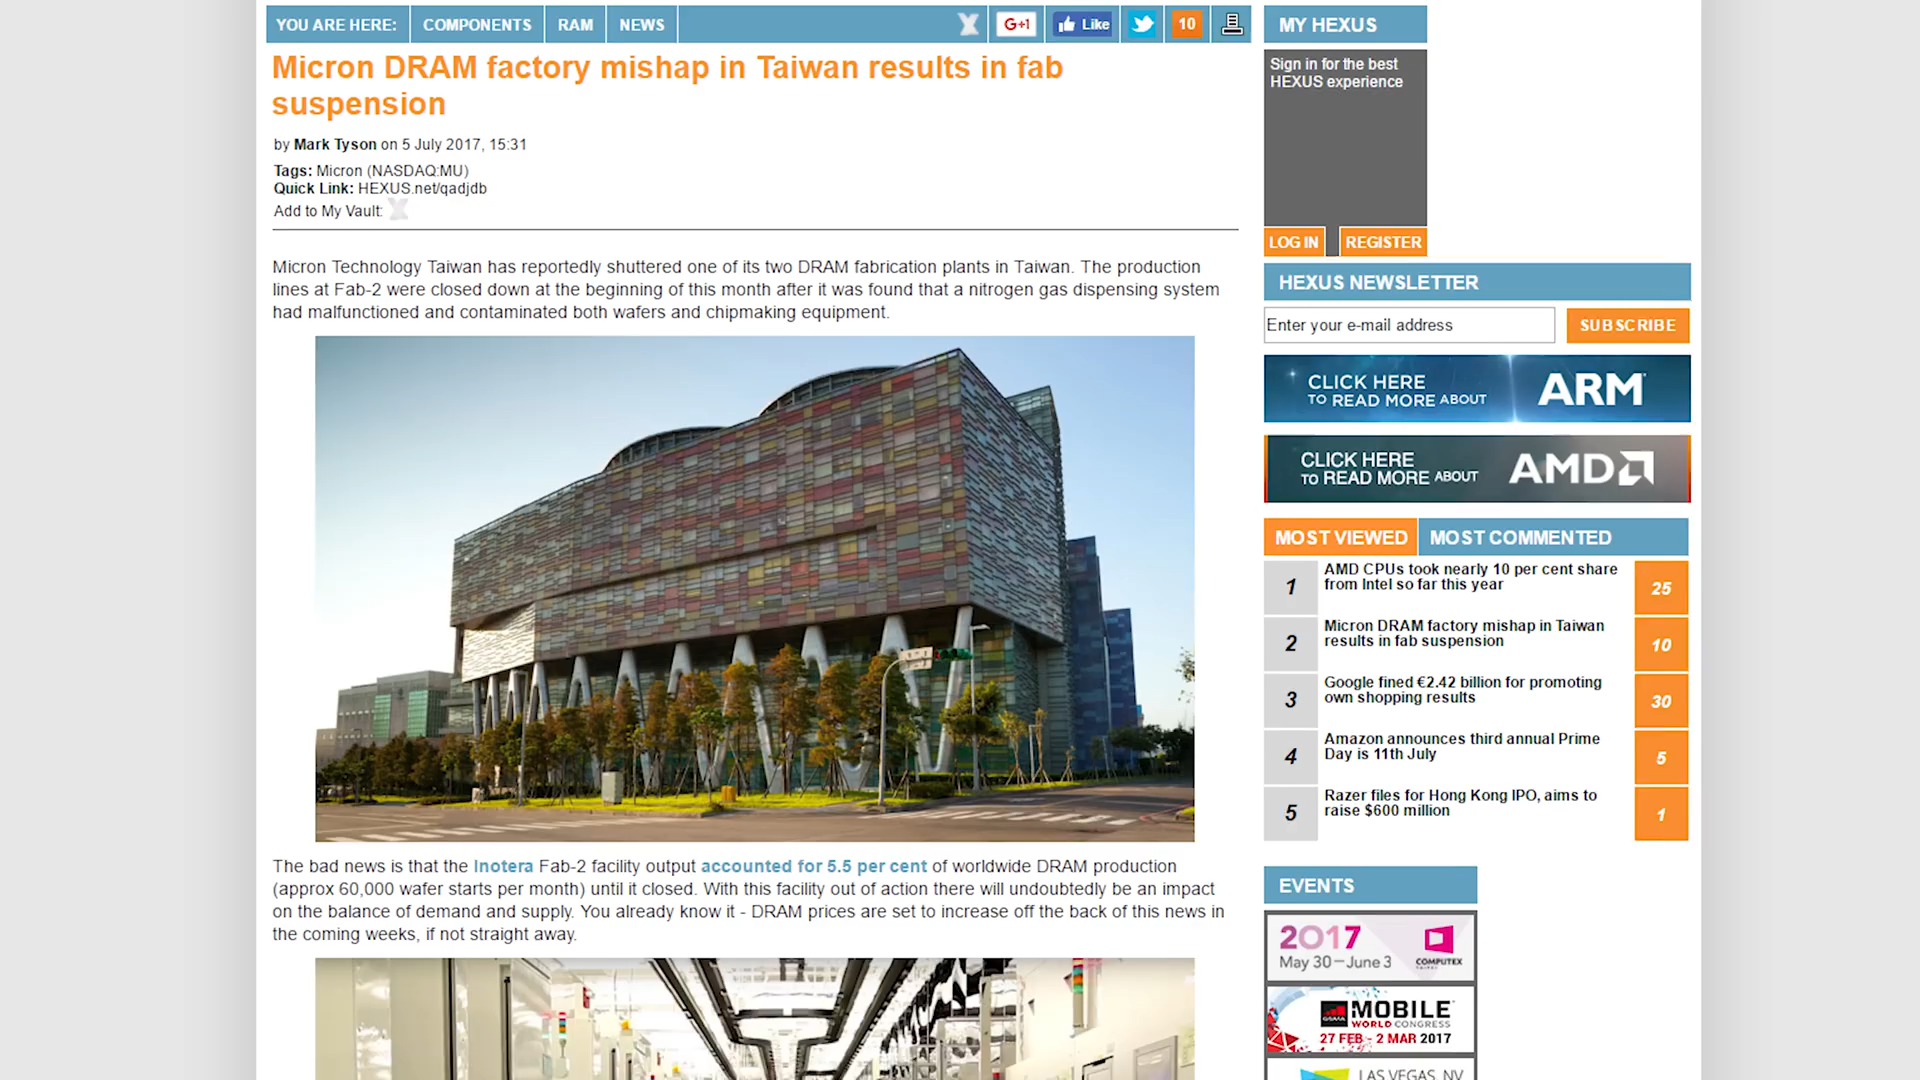 YOU ARE HERE: COMPONENTS RAM NEWS
G+1 Like 10
Micron DRAM factory mishap in Taiwan results in fab
suspension
by Mark Tyson on 5 July 2017, 15:31
Tags: Micron (NASDAQ:MU)
Quick Link: HEXUS.net/qadjdb
Add to My Vault:
Micron Technology Taiwan has reportedly shuttered one of its two DRAM fabrication plants in Taiwan. The production
lines at Fab-2 were closed down at the beginning of this month after it was found that a nitrogen gas dispensing system
had malfunctioned and contaminated both wafers and chipmaking equipment.
The bad news is that the Inotera Fab-2 facility output accounted for 5.5 per cent of worldwide DRAM production
(approx 60,000 wafer starts per month) until it closed. With this facility out of action there will undoubtedly be an impact
on the balance of demand and supply. You already know it - DRAM prices are set to increase off the back of this news in
the coming weeks, if not straight away.
MY HEXUS
Sign in for the best
HEXUS experience
LOG IN REGISTER
HEXUS NEWSLETTER
Enter your e-mail address SUBSCRIBE
CLICK HERE
TO READ MORE ABOUT ARM
CLICK HERE
TO READ MORE ABOUT AMD
MOST VIEWED MOST COMMENTED
1 AMD CPUs took nearly 10 per cent share
from Intel so far this year 25
2 Micron DRAM factory mishap in Taiwan
results in fab suspension 10
3 Google fined €2.42 billion for promoting
own shopping results 30
4 Amazon announces third annual Prime
Day is 11th July 5
5 Razer files for Hong Kong IPO, aims to
raise $600 million 1
EVENTS
2017
May 30–June 3 COMPUTEX
MOBILE
WORLD CONGRESS
27 FEB - 2 MAR 2017
LAS VEGAS, NV